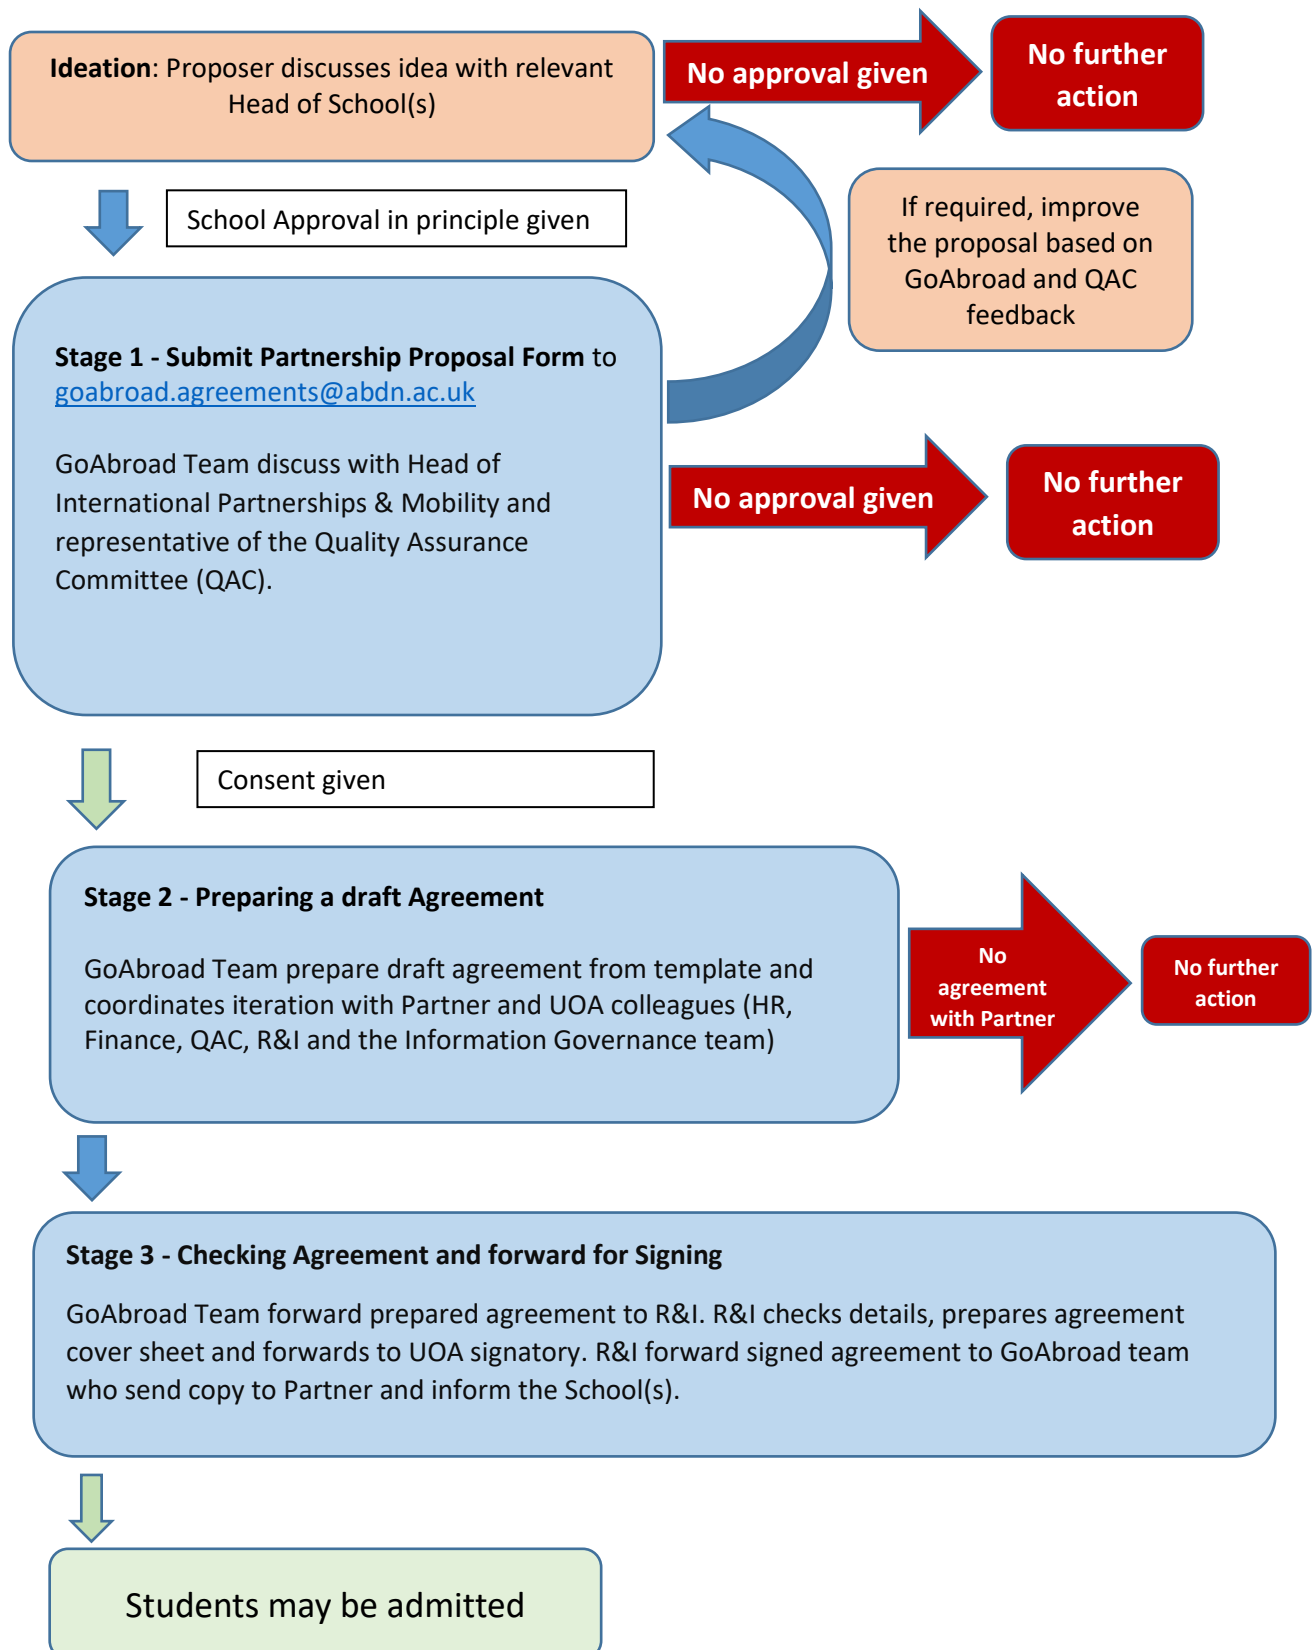 Ideation: Proposer discusses idea with relevant
Head of School(s)
No approval given
No further
action
School Approval in principle given
If required, improve
the proposal based on
GoAbroad and QAC
feedback
Stage 1 - Submit Partnership Proposal Form to
goabroad.agreements@abdn.ac.uk
GoAbroad Team discuss with Head of
International Partnerships & Mobility and
representative of the Quality Assurance
Committee (QAC).
No approval given
No further
action
Consent given
Stage 2 - Preparing a draft Agreement
GoAbroad Team prepare draft agreement from template and
coordinates iteration with Partner and UOA colleagues (HR,
Finance, QAC, R&I and the Information Governance team)
No
agreement
with Partner
No further
action
Stage 3 - Checking Agreement and forward for Signing
GoAbroad Team forward prepared agreement to R&I. R&I checks details, prepares agreement
cover sheet and forwards to UOA signatory. R&I forward signed agreement to GoAbroad team
who send copy to Partner and inform the School(s).
Students may be admitted